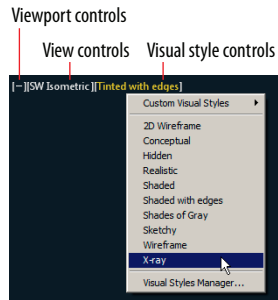 Viewport controls
View controls Visual style controls
[−][SW Isometric][Tinted with edges]
Custom Visual Styles
2D Wireframe
Conceptual
Hidden
Realistic
Shaded
Shaded with edges
Shades of Gray
Sketchy
Wireframe
X-ray
Visual Styles Manager...